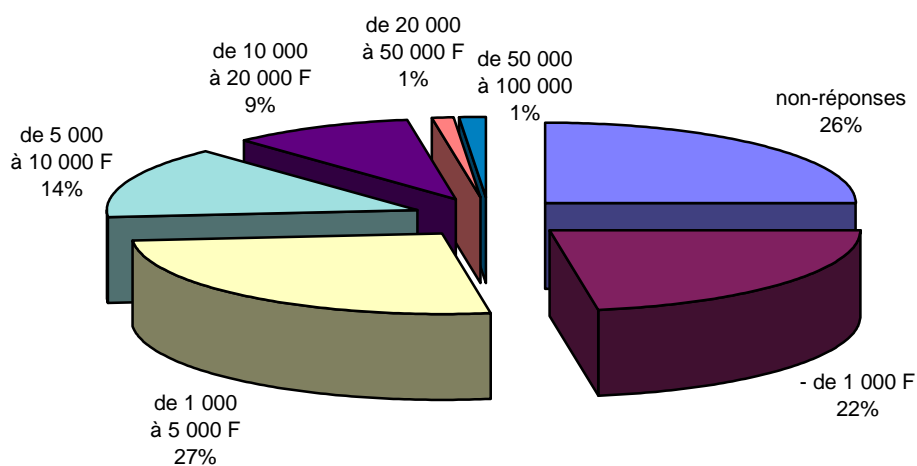 de 20 000
à 50 000 F
1%
de 10 000
à 20 000 F
9%
de 50 000
à 100 000
1%
non-réponses
26%
de 5 000
à 10 000 F
14%
- de 1 000 F
22%
de 1 000
à 5 000 F
27%